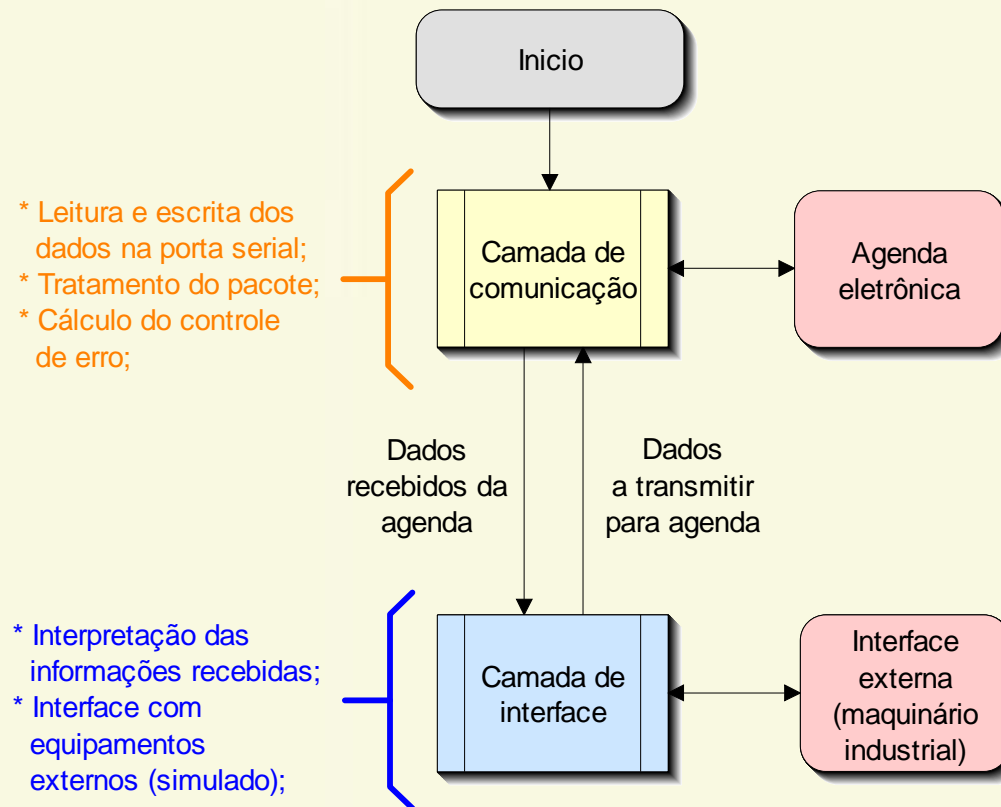 Inicio
* Leitura e escrita dos
dados na porta serial;
* Tratamento do pacote;
* Cálculo do controle
de erro;
Camada de
comunicação
Agenda
eletrônica
Dados
recebidos da
agenda
Dados
a transmitir
para agenda
* Interpretação das
informações recebidas;
* Interface com
equipamentos
externos (simulado);
Camada de
interface
Interface
externa
(maquinário
industrial)